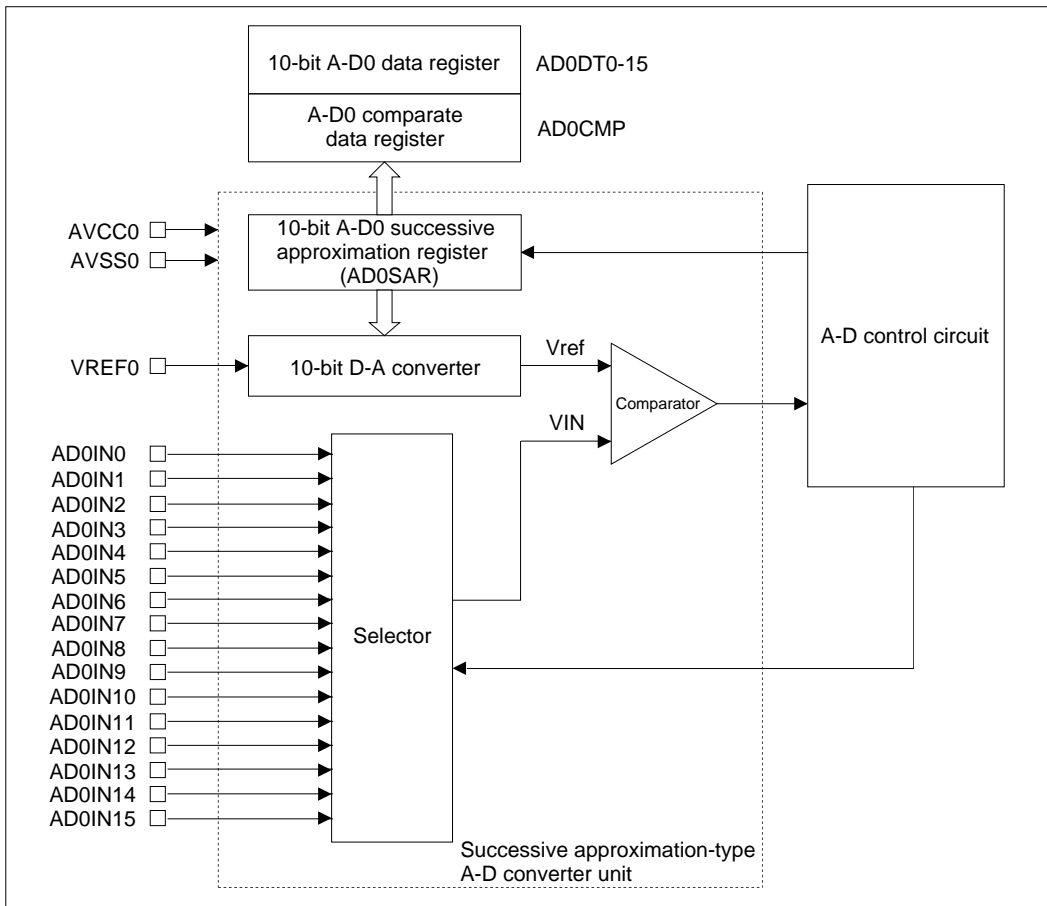 10-bit A-D0 data register
AD0DT0-15
A-D0 comparate
data register
AD0CMP
AVCC0
AVSS0
10-bit A-D0 successive
approximation register
(AD0SAR)
A-D control circuit
VREF0
10-bit D-A converter
Vref
Comparator
VIN
AD0IN0
AD0IN1
AD0IN2
AD0IN3
AD0IN4
AD0IN5
AD0IN6
AD0IN7
AD0IN8
AD0IN9
AD0IN10
AD0IN11
AD0IN12
AD0IN13
AD0IN14
AD0IN15
Selector
Successive approximation-type
A-D converter unit